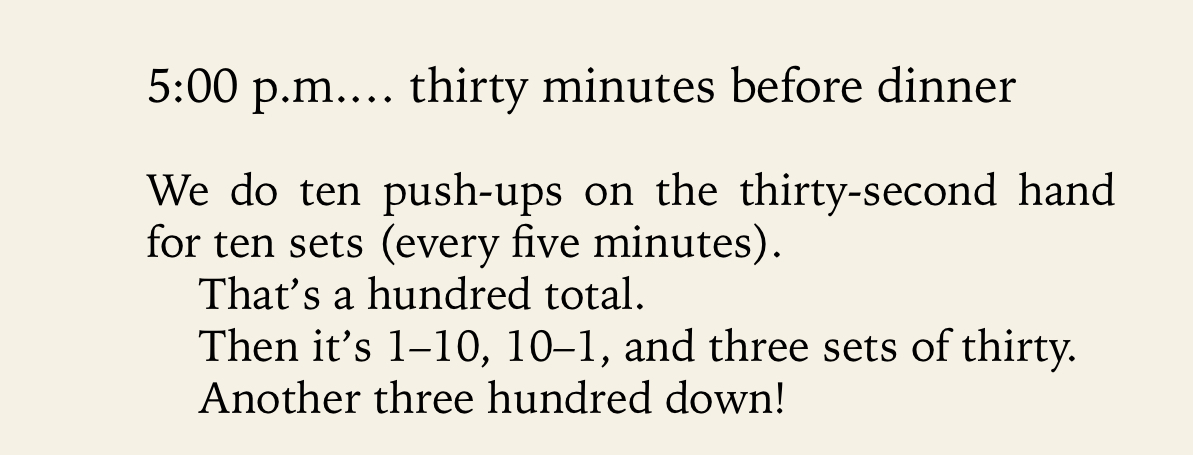 5:00 p.m.… thirty minutes before dinner
We do ten push-ups on the thirty-second hand
for ten sets (every five minutes).
That’s a hundred total.
Then it’s 1–10, 10–1, and three sets of thirty.
Another three hundred down!